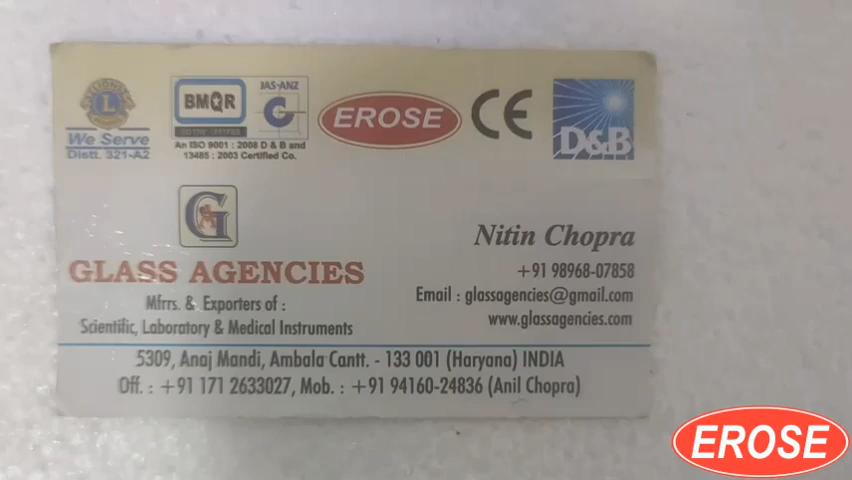 LIONS
L
We Serve
Distt. 321-A2
BMQR
JAS-ANZ
An ISO 9001 : 2008 D & B and
13485 : 2003 Certified Co.
EROSE
CE
D&B
G
GLASS AGENCIES
Mfrrs. & Exporters of :
Scientific, Laboratory & Medical Instruments
Nitin Chopra
+91 98968-07858
Email : glassagencies@gmail.com
www.glassagencies.com
5309, Anaj Mandi, Ambala Cantt. - 133 001 (Haryana) INDIA
Off. : +91 171 2633027, Mob. : +91 94160-24836 (Anil Chopra)
EROSE